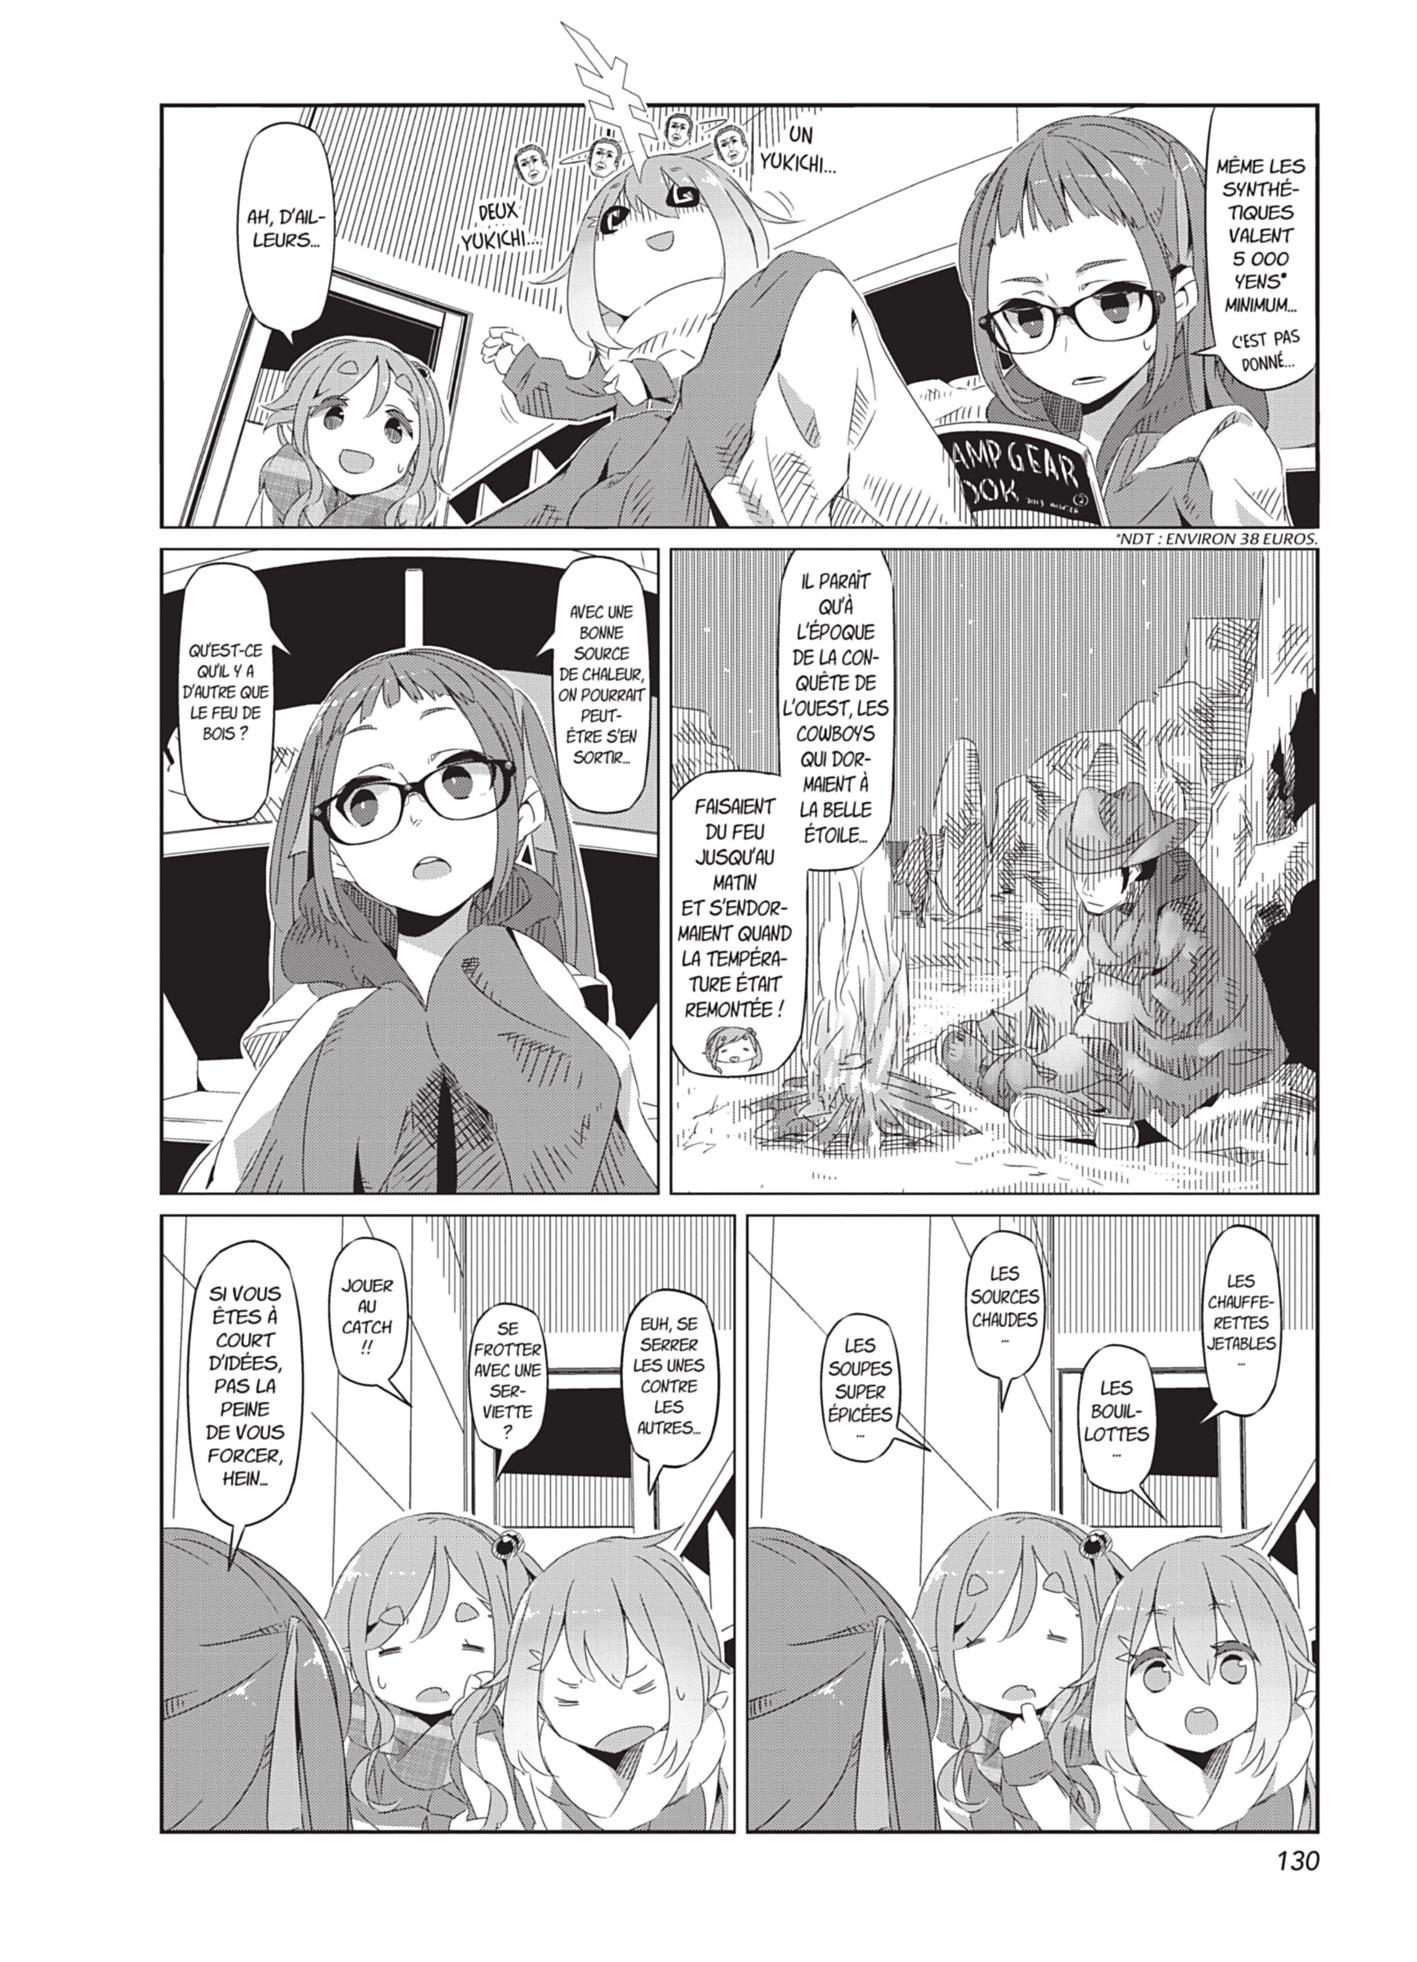 MÊME LES
SYNTHÉ-
TIQUES
VALENT
5 000
YENS*
MINIMUM...
C'EST PAS
DONNÉ...
UN
YUKICHI...
DEUX
YUKICHI...
AH, D'AIL-
LEURS...
AMP GEAR
OOK
2013
②
*NDT : ENVIRON 38 EUROS.
IL PARAÎT
QU'À
L'ÉPOQUE
DE LA CON-
QUÊTE DE
L'OUEST, LES
COWBOYS
QUI DOR-
MAIENT À
LA BELLE
ÉTOILE...
FAISAIENT
DU FEU
JUSQU'AU
MATIN
ET S'ENDOR-
MAIENT QUAND
LA TEMPÉRA-
TURE ÉTAIT
REMONTÉE !
AVEC UNE
BONNE
SOURCE
DE CHALEUR,
ON POURRAIT
PEUT-
ÊTRE S'EN
SORTIR...
QU'EST-CE
QU'IL Y A
D'AUTRE QUE
LE FEU DE
BOIS ?
LES
CHAUFFE-
RETTES
JETABLES
...
LES
BOUIL-
LOTTES
...
LES
SOURCES
CHAUDES
...
LES
SOUPES
SUPER
ÉPICÉES
...
EUH, SE
SERRER
LES UNES
CONTRE
LES
AUTRES...
SE
FROTTER
AVEC UNE
SER-
VIETTE
?
JOUER
AU
CATCH
!!
SI VOUS
ÊTES À
COURT
D'IDÉES,
PAS LA
PEINE
DE VOUS
FORCER,
HEIN...
130